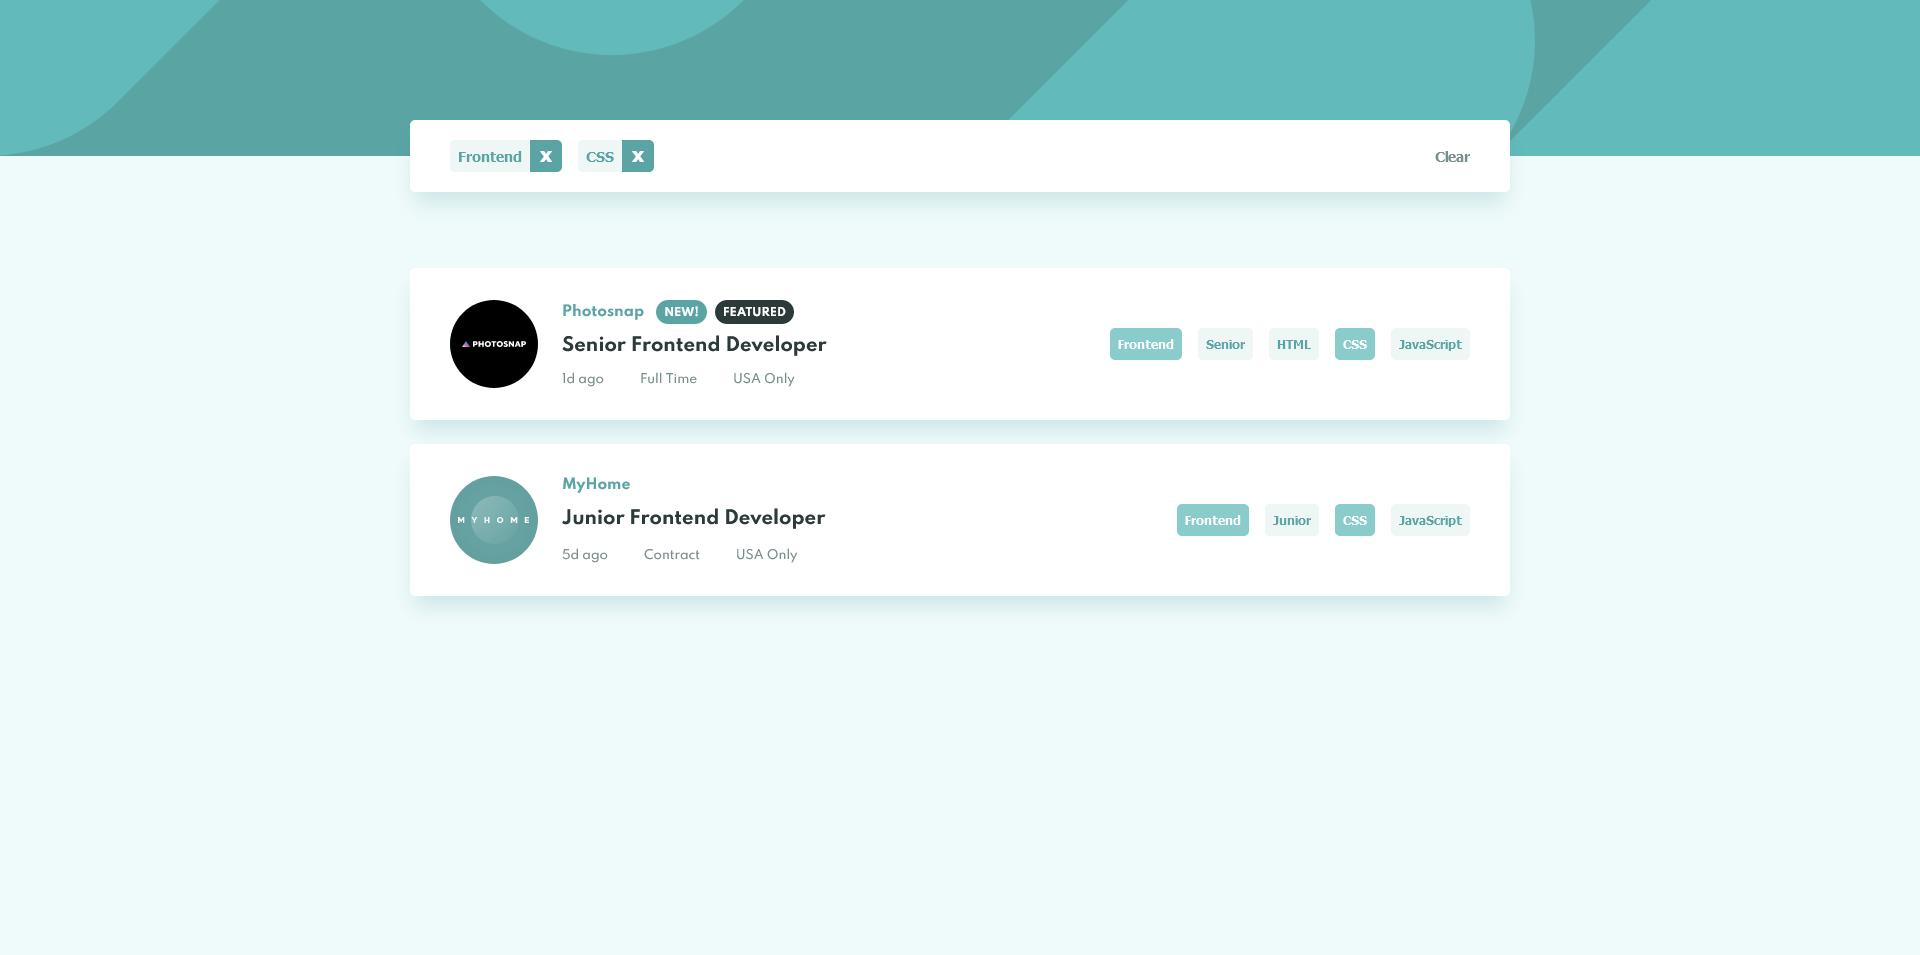 Frontend X CSS X Clear
PHOTOSNAP
Photosnap NEW! FEATURED
Senior Frontend Developer
1d ago Full Time USA Only
Frontend Senior HTML CSS JavaScript
MYHOME
MyHome
Junior Frontend Developer
5d ago Contract USA Only
Frontend Junior CSS JavaScript